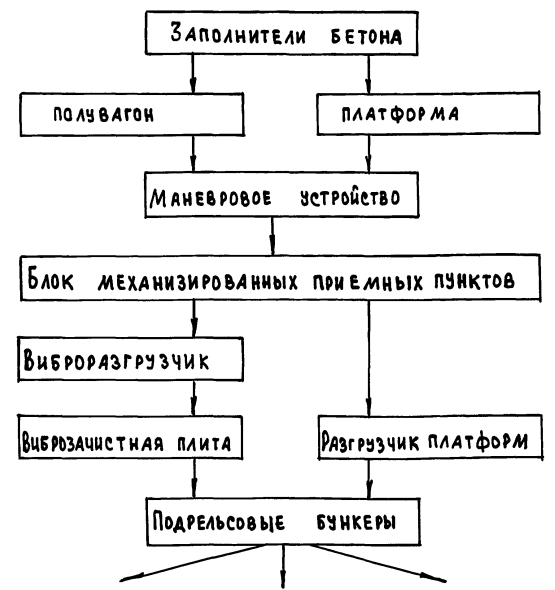 Заполнители бетона
полувагон
платформа
Маневровое устройство
Блок механизированных приемных пунктов
Виброразгрузчик
Виброзачистная плита
Разгрузчик платформ
Подрельсовые бункеры